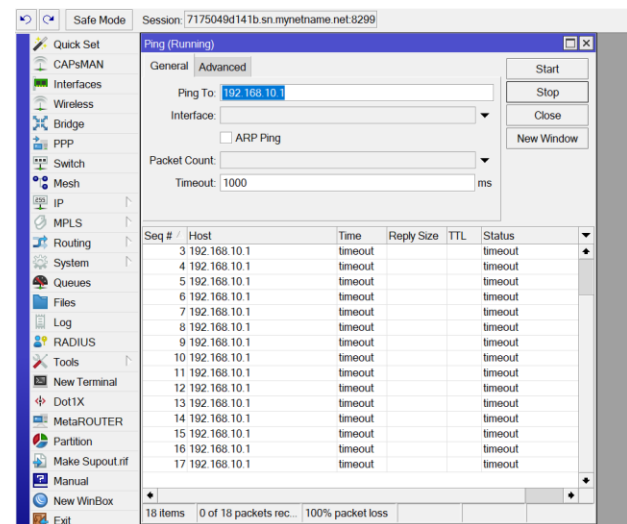 Safe Mode Session: 7175049d141b.sn.mynetname.net:8299
Quick Set
CAPsMAN
Interfaces
Wireless
Bridge
PPP
Switch
Mesh
IP
MPLS
Routing
System
Queues
Files
Log
RADIUS
Tools
New Terminal
Dot1X
MetaROUTER
Partition
Make Supout.rif
Manual
New WinBox
Exit
Ping (Running)
General Advanced
Ping To: 192.168.10.1
Interface:
ARP Ping
Packet Count:
Timeout: 1000 ms
Start
Stop
Close
New Window
Seq # Host Time Reply Size TTL Status
3 192.168.10.1 timeout timeout
4 192.168.10.1 timeout timeout
5 192.168.10.1 timeout timeout
6 192.168.10.1 timeout timeout
7 192.168.10.1 timeout timeout
8 192.168.10.1 timeout timeout
9 192.168.10.1 timeout timeout
10 192.168.10.1 timeout timeout
11 192.168.10.1 timeout timeout
12 192.168.10.1 timeout timeout
13 192.168.10.1 timeout timeout
14 192.168.10.1 timeout timeout
15 192.168.10.1 timeout timeout
16 192.168.10.1 timeout timeout
17 192.168.10.1 timeout timeout
18 items 0 of 18 packets rec... 100% packet loss